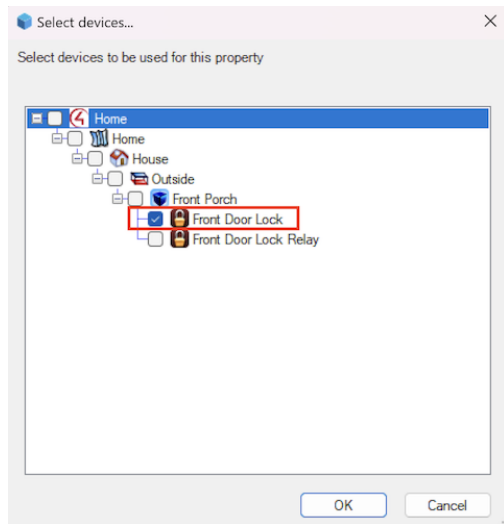 Select devices...
Select devices to be used for this property
Home
Home
House
Outside
Front Porch
Front Door Lock
Front Door Lock Relay
OK Cancel